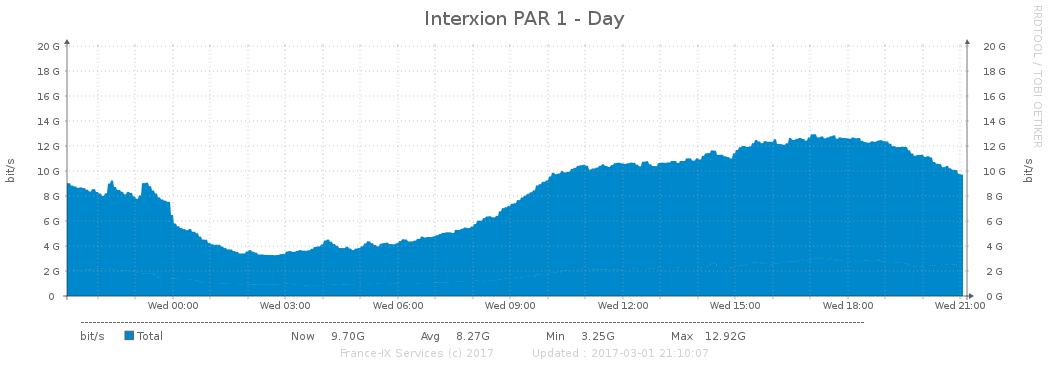 Interxion PAR 1 - Day
RRDTOOL / TOBI OETIKER
bit/s
20 G 20 G
18 G 18 G
16 G 16 G
14 G 14 G
12 G 12 G
10 G 10 G
8 G 8 G
6 G 6 G
4 G 4 G
2 G 2 G
0 0 G
bit/s
Wed 00:00 Wed 03:00 Wed 06:00 Wed 09:00 Wed 12:00 Wed 15:00 Wed 18:00 Wed 21:00
bit/s Total Now 9.70G Avg 8.27G Min 3.25G Max 12.92G
France-IX Services (c) 2017 Updated : 2017-03-01 21:10:07